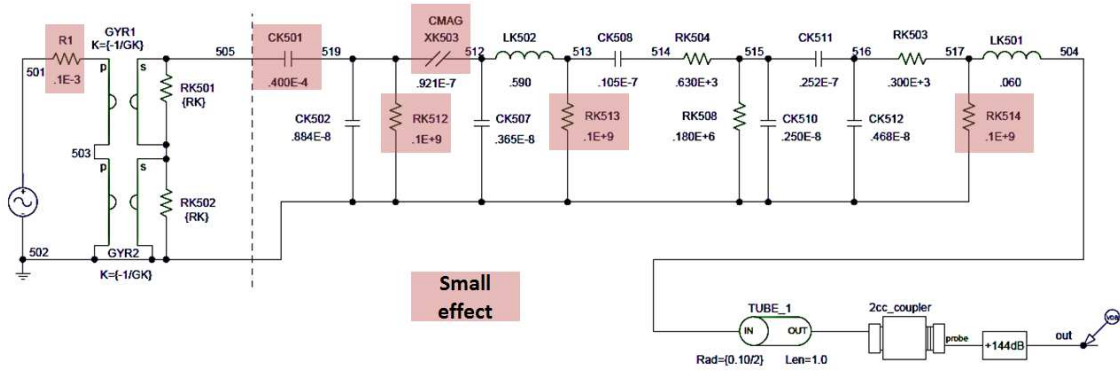 R1
.1E-3
501
GYR1
K={-1/GK}
p
s
505
RK501
{RK}
503
p
s
RK502
{RK}
502
GYR2
K={-1/GK}
CK501
.400E-4
519
CK502
.884E-8
RK512
.1E+9
CMAG
XK503
.921E-7
512
CK507
.365E-8
LK502
.590
513
RK513
.1E+9
CK508
.105E-7
514
RK504
.630E+3
515
RK508
.180E+6
CK510
.250E-8
CK511
.252E-7
516
CK512
.468E-8
RK503
.300E+3
517
RK514
.1E+9
LK501
.060
504
Small
effect
TUBE_1
IN
OUT
Rad={0.10/2}
Len=1.0
2cc_coupler
probe
+144dB
out